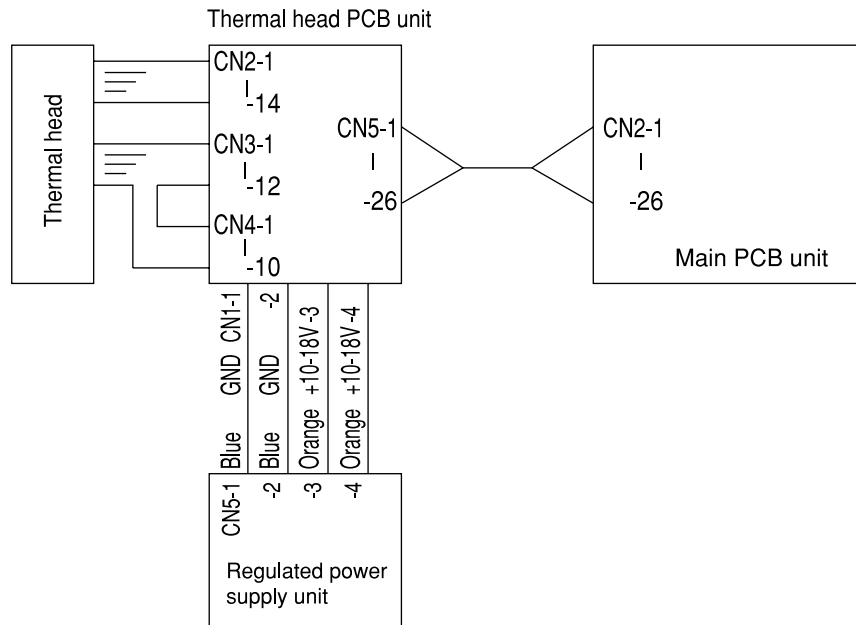 Thermal head PCB unit
Thermal head
CN2-1
-14
CN3-1
-12
CN4-1
-10
CN5-1
-26
CN2-1
-26
Main PCB unit
CN5-1 Blue GND CN1-1
-2 Blue GND -2
-3 Orange +10-18V -3
-4 Orange +10-18V -4
Regulated power
supply unit